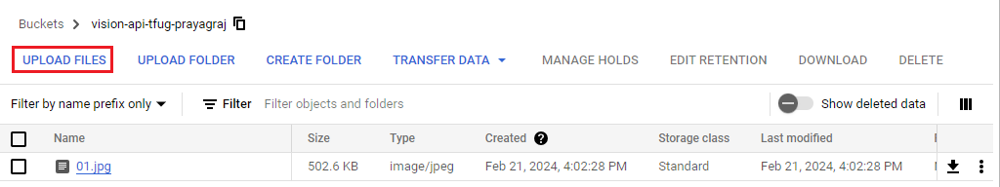 Buckets > vision-api-tfug-prayagraj
UPLOAD FILES UPLOAD FOLDER CREATE FOLDER TRANSFER DATA MANAGE HOLDS EDIT RETENTION DOWNLOAD DELETE
Filter by name prefix only Filter Filter objects and folders Show deleted data
Name Size Type Created Storage class Last modified
01.jpg 502.6 KB image/jpeg Feb 21, 2024, 4:02:28 PM Standard Feb 21, 2024, 4:02:28 PM